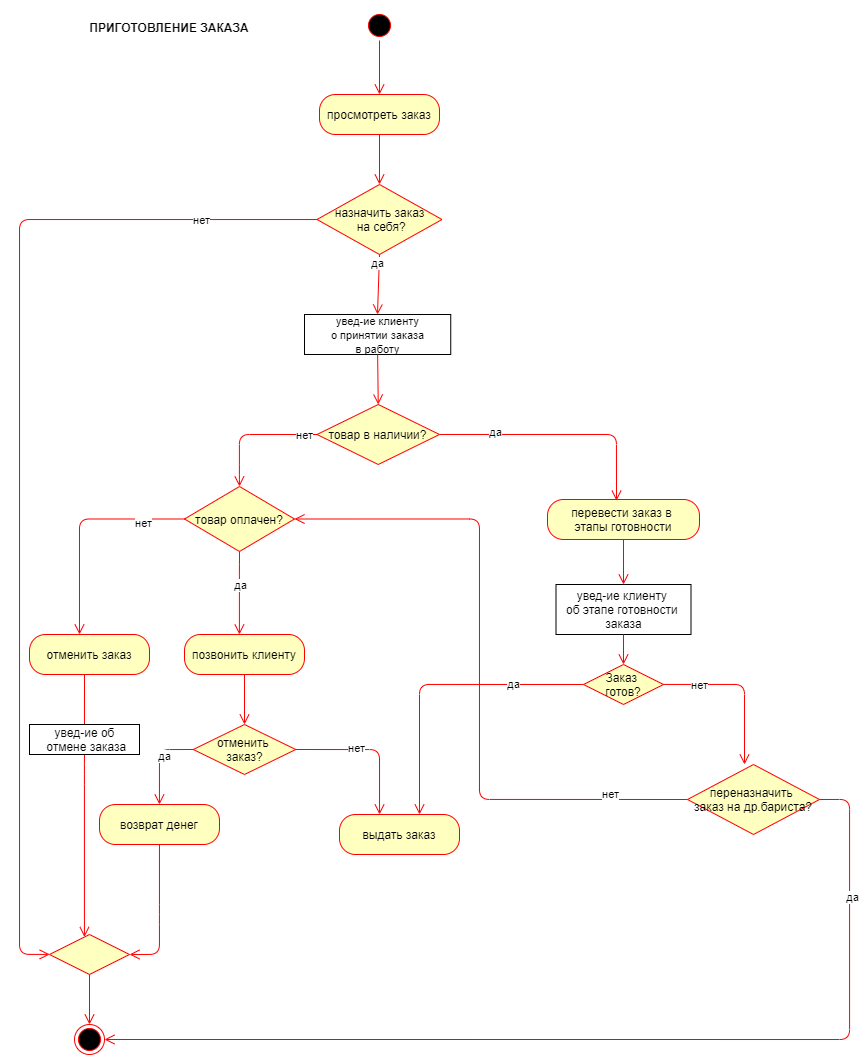 ПРИГОТОВЛЕНИЕ ЗАКАЗА
просмотреть заказ
назначить заказ
на себя?
нет
да
увед-ие клиенту
о принятии заказа
в работу
товар в наличии?
нет
да
товар оплачен?
нет
да
перевести заказ в
этапы готовности
увед-ие клиенту
об этапе готовности
заказа
отменить заказ
позвонить клиенту
Заказ
готов?
да
нет
увед-ие об
отмене заказа
отменить
заказ?
да
нет
переназначить
заказ на др.бариста?
нет
да
возврат денег
выдать заказ